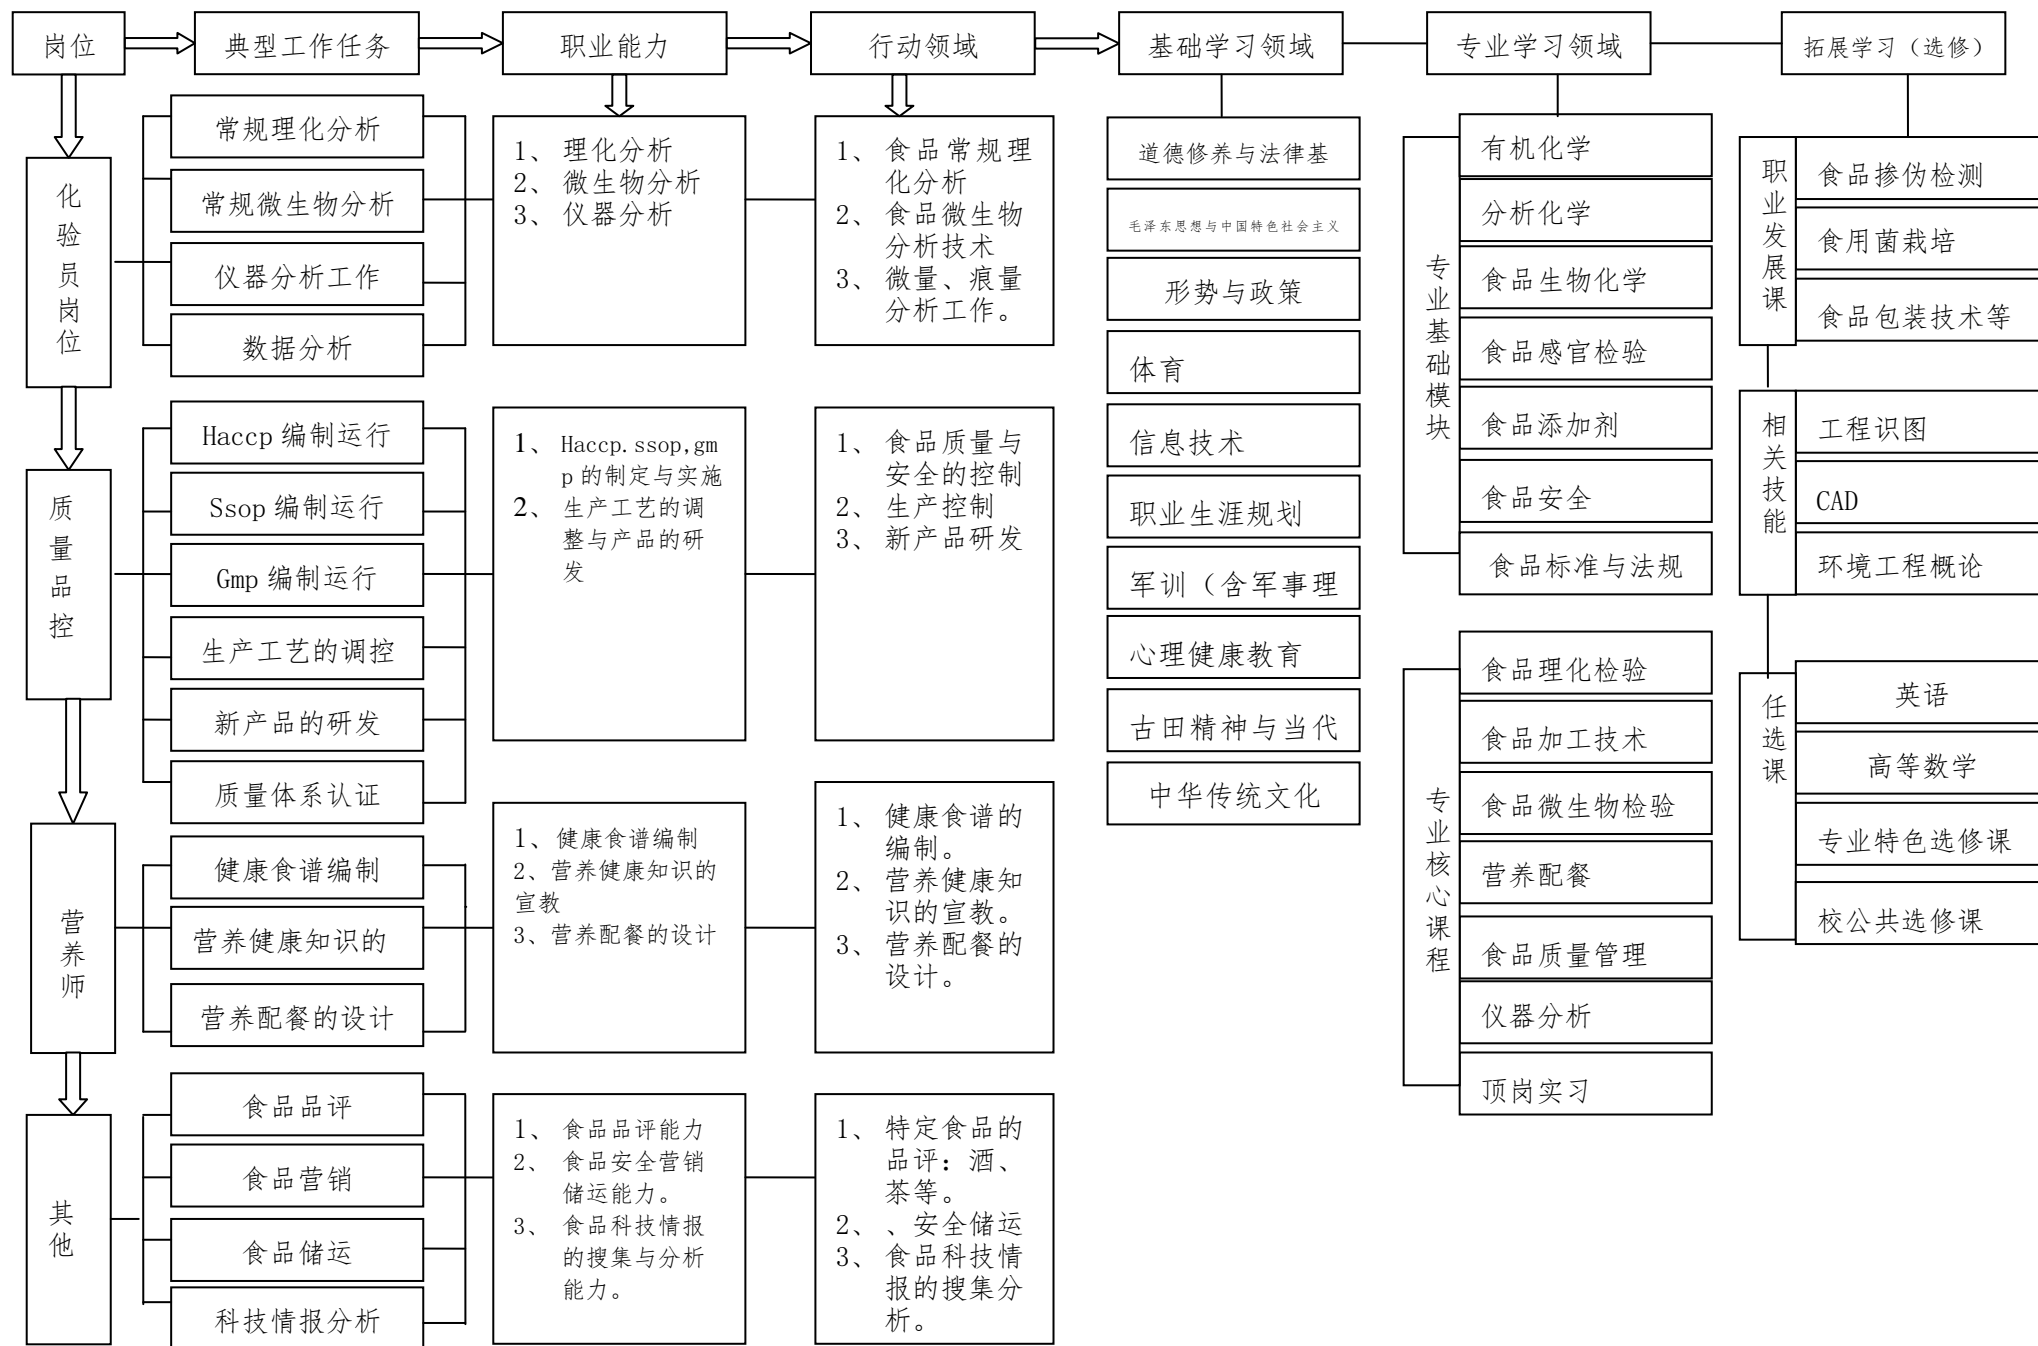 岗位
典型工作任务
职业能力
行动领域
基础学习领域
专业学习领域
拓展学习（选修）
化
验
员
岗
位
常规理化分析
常规微生物分析
仪器分析工作
数据分析
1、 理化分析
2、 微生物分析
3、 仪器分析
1、 食品常规理
化分析
2、 食品微生物
分析技术
3、 微量、痕量
分析工作。
质
量
品
控
Haccp 编制运行
Ssop 编制运行
Gmp 编制运行
生产工艺的调控
新产品的研发
质量体系认证
1、 Haccp.ssop,gm
p 的制定与实施
2、 生产工艺的调
整与产品的研
发
1、 食品质量与
安全的控制
2、 生产控制
3、 新产品研发
营
养
师
健康食谱编制
营养健康知识的
营养配餐的设计
1、健康食谱编制
2、营养健康知识的
宣教
3、营养配餐的设计
1、 健康食谱的
编制。
2、 营养健康知
识的宣教。
3、 营养配餐的
设计。
其
他
食品品评
食品营销
食品储运
科技情报分析
1、 食品品评能力
2、 食品安全营销
储运能力。
3、 食品科技情报
的搜集与分析
能力。
1、 特定食品的
品评：酒、
茶等。
2、 、安全储运
3、 食品科技情
报的搜集分
析。
道德修养与法律基
毛泽东思想与中国特色社会主义
形势与政策
体育
信息技术
职业生涯规划
军训（含军事理
心理健康教育
古田精神与当代
中华传统文化
专
业
基
础
模
块
有机化学
分析化学
食品生物化学
食品感官检验
食品添加剂
食品安全
食品标准与法规
专
业
核
心
课
程
食品理化检验
食品加工技术
食品微生物检验
营养配餐
食品质量管理
仪器分析
顶岗实习
职
业
发
展
课
食品掺伪检测
食用菌栽培
食品包装技术等
相
关
技
能
工程识图
CAD
环境工程概论
任
选
课
英语
高等数学
专业特色选修课
校公共选修课